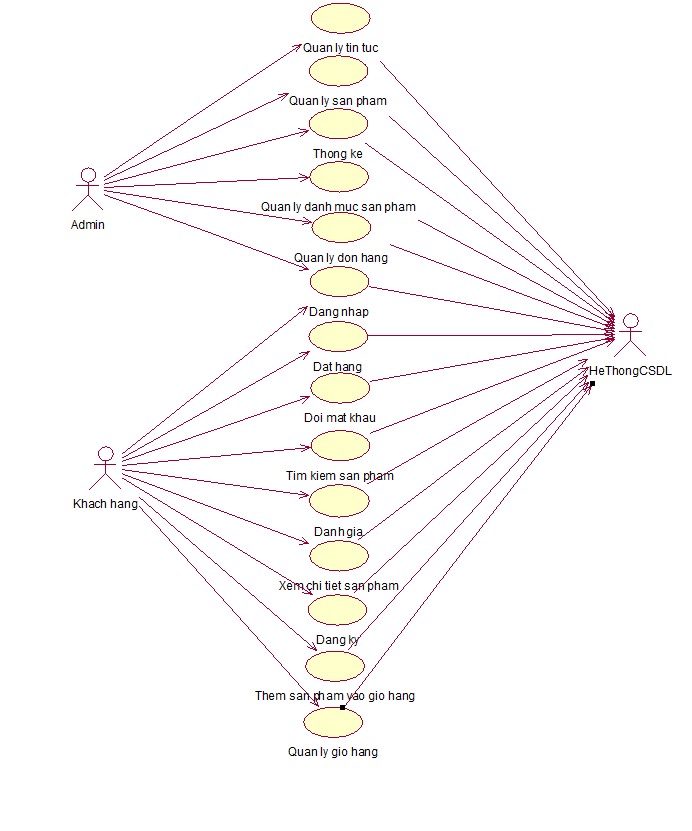 Quan ly tin tuc
Quan ly san pham
Thong ke
Quan ly danh muc san pham
Admin
Quan ly don hang
Dang nhap
Dat hang
HeThongCSDL
Doi mat khau
Tim kiem san pham
Khach hang
Danh gia
Xem chi tiet san pham
Dang ky
Them san pham vao gio hang
Quan ly gio hang